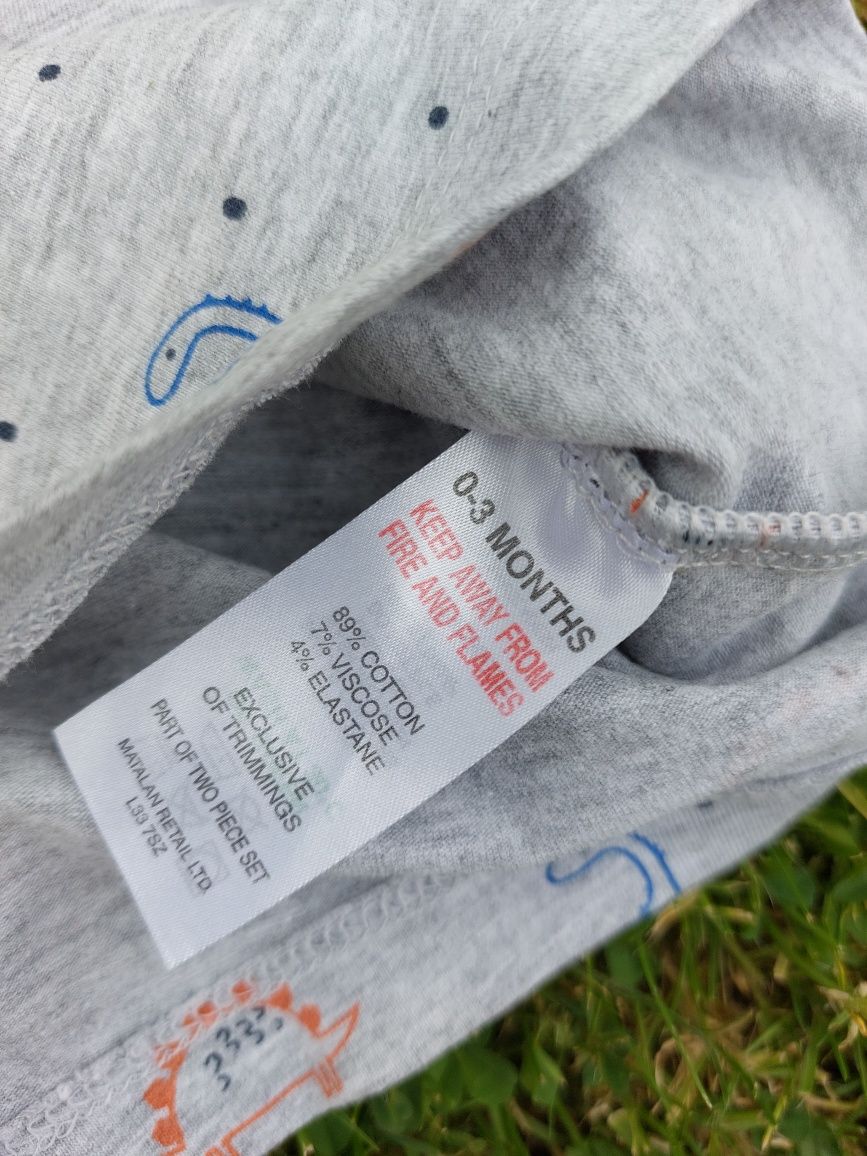 0-3 MONTHS
KEEP AWAY FROM
FIRE AND FLAMES
89% COTTON
7% VISCOSE
4% ELASTANE
EXCLUSIVE
OF TRIMMINGS
PART OF TWO PIECE SET
MATALAN RETAIL LTD.
L33 7SZ